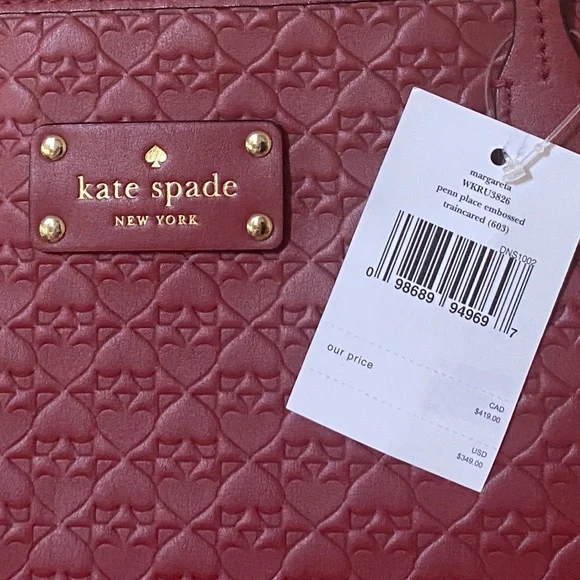 kate spade
NEW YORK
margareta
WKRU3826
penn place embossed
traincared (603)
DNS1002
0 98689 94969 7
our price
CAD
$419.00
USD
$349.00